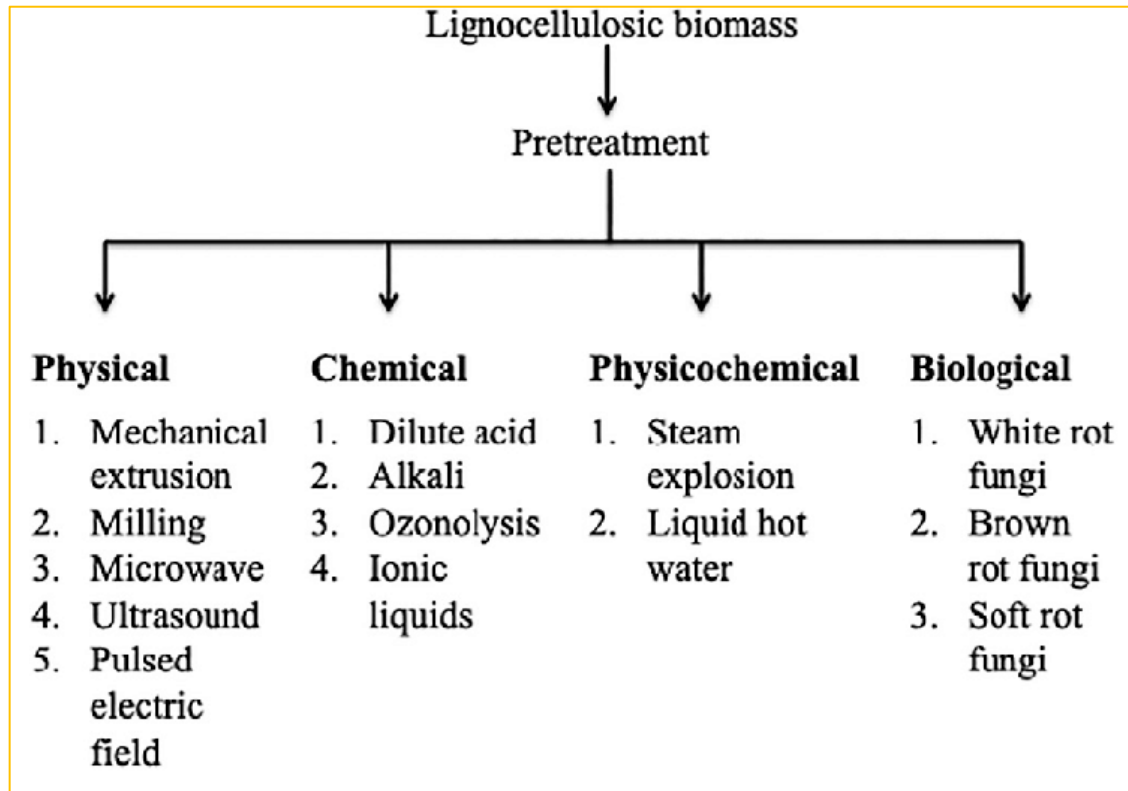 Lignocellulosic biomass
Pretreatment
Physical
1. Mechanical
extrusion
2. Milling
3. Microwave
4. Ultrasound
5. Pulsed
electric
field
Chemical
1. Dilute acid
2. Alkali
3. Ozonolysis
4. Ionic
liquids
Physicochemical
1. Steam
explosion
2. Liquid hot
water
Biological
1. White rot
fungi
2. Brown
rot fungi
3. Soft rot
fungi